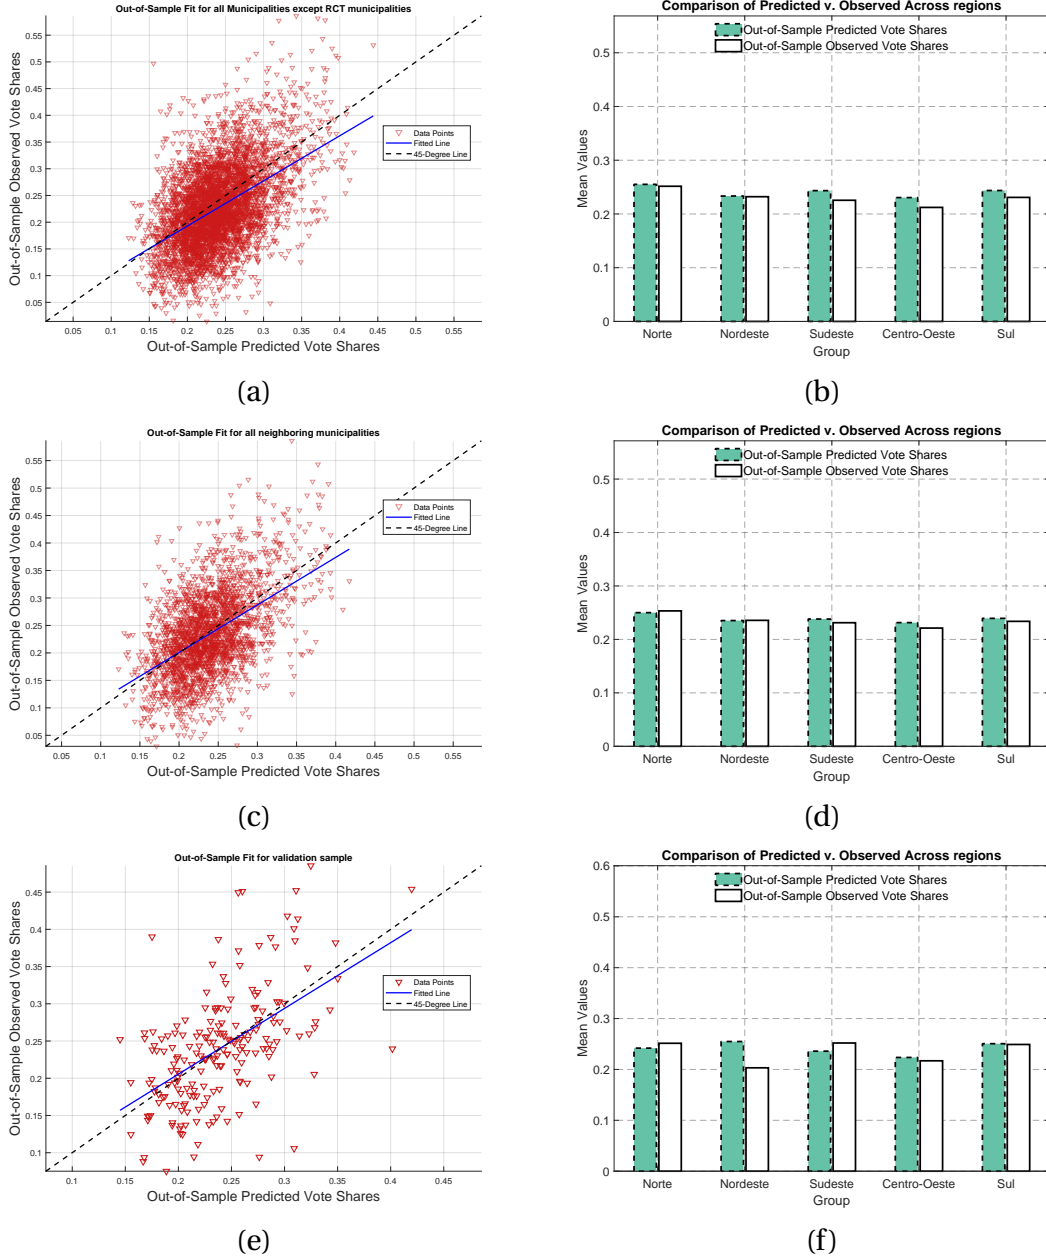 Out-of-Sample Fit for all Municipalities except RCT municipalities
Out-of-Sample Observed Vote Shares
0.55
0.5
0.45
0.4
0.35
0.3
0.25
0.2
0.15
0.1
0.05
Data Points
Fitted Line
45-Degree Line
0.05 0.1 0.15 0.2 0.25 0.3 0.35 0.4 0.45 0.5 0.55
Out-of-Sample Predicted Vote Shares
(a)
Comparison of Predicted v. Observed Across regions
Out-of-Sample Predicted Vote Shares
Out-of-Sample Observed Vote Shares
Mean Values
0.5
0.4
0.3
0.2
0.1
0
Norte Nordeste Sudeste Centro-Oeste Sul
Group
(b)
Out-of-Sample Fit for all neighboring municipalities
Out-of-Sample Observed Vote Shares
0.55
0.5
0.45
0.4
0.35
0.3
0.25
0.2
0.15
0.1
0.05
Data Points
Fitted Line
45-Degree Line
0.05 0.1 0.15 0.2 0.25 0.3 0.35 0.4 0.45 0.5 0.55
Out-of-Sample Predicted Vote Shares
(c)
Comparison of Predicted v. Observed Across regions
Out-of-Sample Predicted Vote Shares
Out-of-Sample Observed Vote Shares
Mean Values
0.5
0.4
0.3
0.2
0.1
0
Norte Nordeste Sudeste Centro-Oeste Sul
Group
(d)
Out-of-Sample Fit for validation sample
Out-of-Sample Observed Vote Shares
0.45
0.4
0.35
0.3
0.25
0.2
0.15
0.1
Data Points
Fitted Line
45-Degree Line
0.1 0.15 0.2 0.25 0.3 0.35 0.4 0.45
Out-of-Sample Predicted Vote Shares
(e)
Comparison of Predicted v. Observed Across regions
Out-of-Sample Predicted Vote Shares
Out-of-Sample Observed Vote Shares
Mean Values
0.6
0.5
0.4
0.3
0.2
0.1
0
Norte Nordeste Sudeste Centro-Oeste Sul
Group
(f)